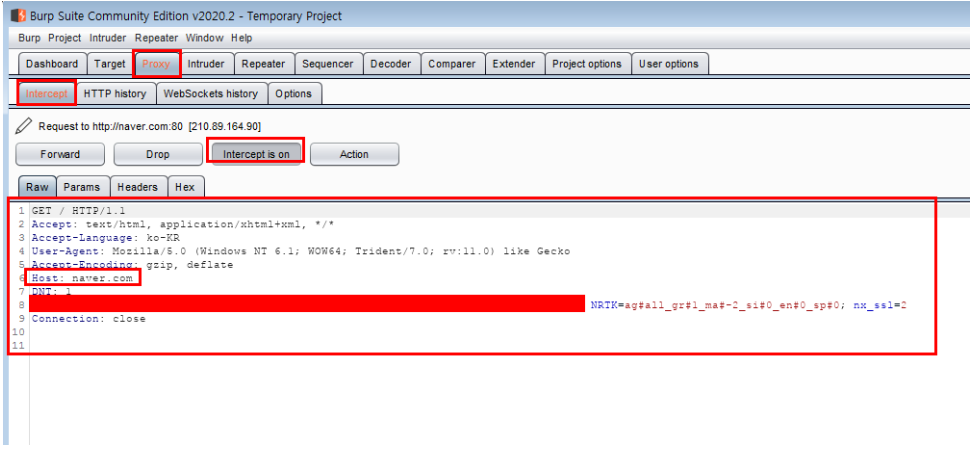 Burp Suite Community Edition v2020.2 - Temporary Project
Burp Project Intruder Repeater Window Help
Dashboard Target Proxy Intruder Repeater Sequencer Decoder Comparer Extender Project options User options
Intercept HTTP history WebSockets history Options
Request to http://naver.com:80 [210.89.164.90]
Forward Drop Intercept is on Action
Raw Params Headers Hex
1 GET / HTTP/1.1
2 Accept: text/html, application/xhtml+xml, */*
3 Accept-Language: ko-KR
4 User-Agent: Mozilla/5.0 (Windows NT 6.1; WOW64; Trident/7.0; rv:11.0) like Gecko
5 Accept-Encoding: gzip, deflate
6 Host: naver.com
7 DNT: 1
8 NRTK=ag#all_gr#1_ma#-2_si#0_en#0_sp#0; nx_ssl=2
9 Connection: close
10
11